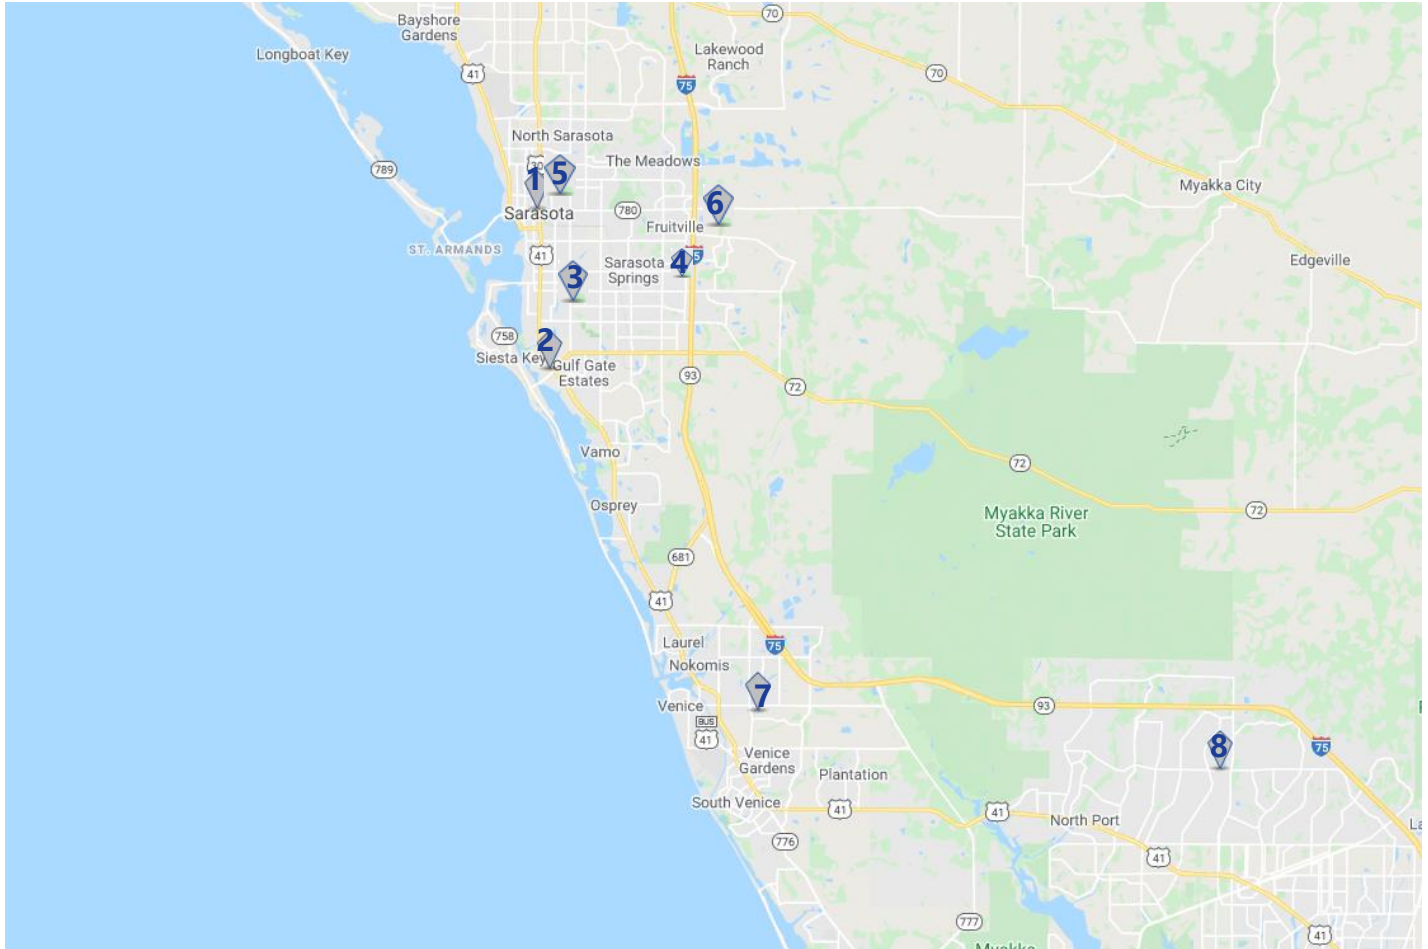 Bayshore
Gardens
70
Longboat Key
Lakewood
Ranch
41
75
70
North Sarasota
789
The Meadows
Myakka City
1
5
6
Sarasota
780
Fruitville
ST. ARMANDS
41
Sarasota
Springs
4
Edgeville
3
758
2
Siesta Key
Gulf Gate
Estates
93
72
Vamo
72
Osprey
Myakka River
State Park
72
681
41
Laurel
75
Nokomis
7
Venice
93
BUS
41
8
75
Venice
Gardens
Plantation
South Venice
41
41
North Port
776
41
777
41